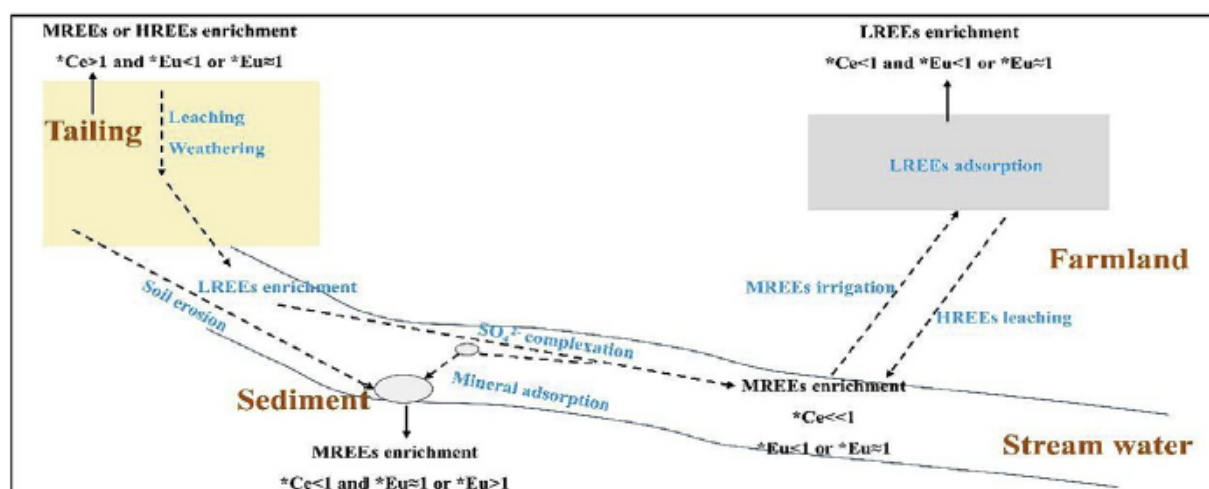 MREEs or HREEs enrichment
*Ce>1 and *Eu<1 or *Eu≈1
Tailing
Leaching
Weathering
LREEs enrichment
*Ce<1 and *Eu<1 or *Eu≈1
LREEs adsorption
LREEs enrichment
Soil erosion
SO₄²⁻ complexation
Mineral adsorption
Sediment
MREEs enrichment
*Ce<1 and *Eu≈1 or *Eu>1
MREEs irrigation
HREEs leaching
Farmland
MREEs enrichment
*Ce<<1
*Eu<1 or *Eu≈1
Stream water